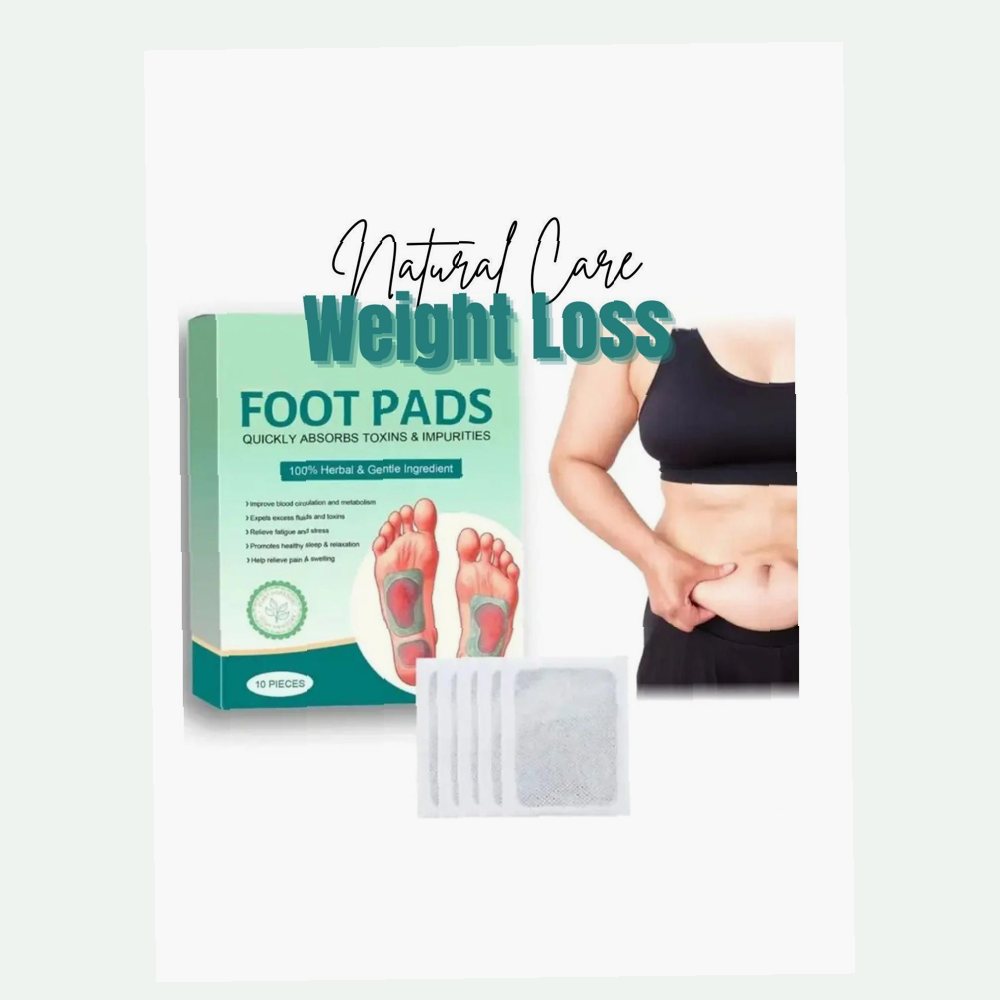 Natural Care
Weight Loss
FOOT PADS
QUICKLY ABSORBS TOXINS & IMPURITIES
100% Herbal & Gentle Ingredient
Improve blood circulation and metabolism
Expels excess fluids and toxins
Relieve fatigue and stress
Promotes healthy sleep & relaxation
Help relieve pain & swelling
10 PIECES